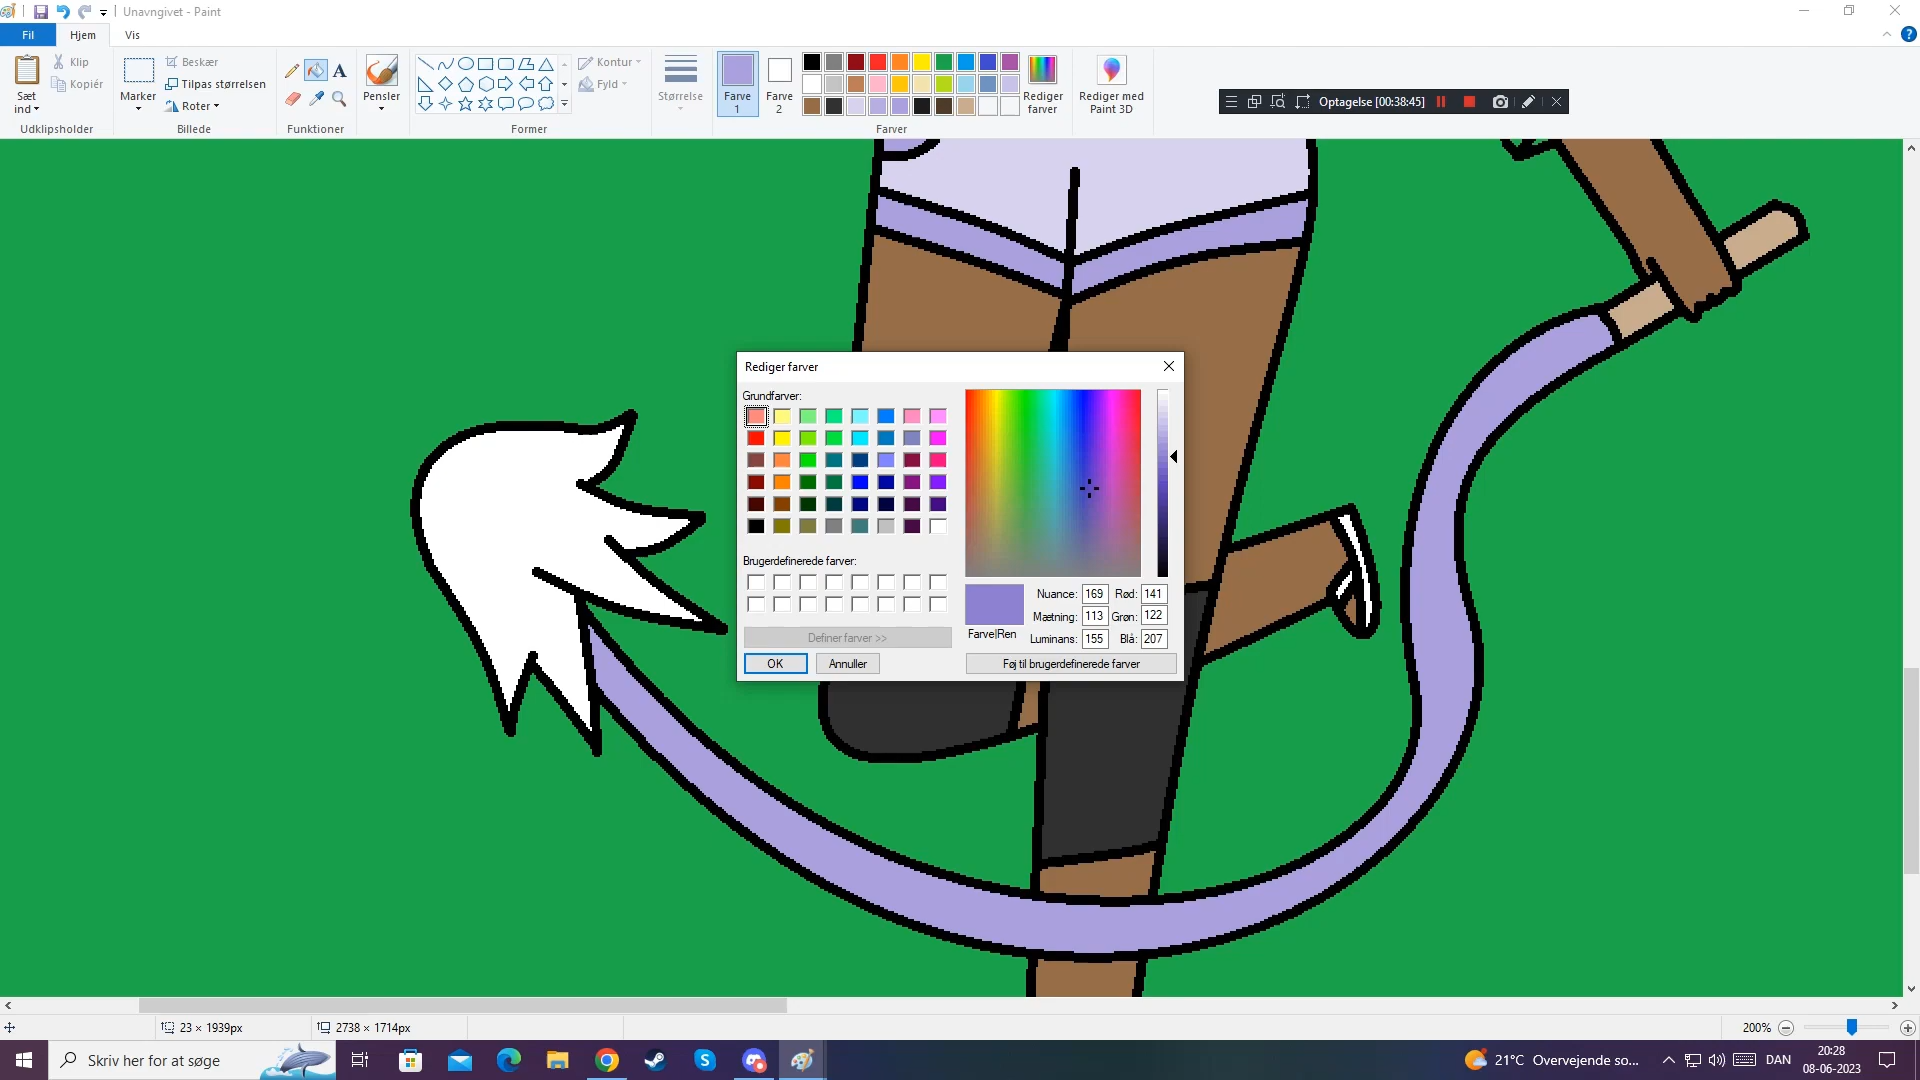 Unavngivet - Paint
Fil Hjem Vis
Sæt ind
Klip
Kopiér
Udklipsholder
Marker
Beskær
Tilpas størrelsen
Roter
Billede
A
Funktioner
Pensler
Kontur
Fyld
Former
Størrelse
Farve 1
Farve 2
Farver
Rediger farver
Rediger med Paint 3D
Optagelse [00:38:45]
?
Rediger farver
Grundfarver:
Brugerdefinerede farver:
Definer farver >>
OK Annuller
Farve|Ren
Nuance: 169 Rød: 141
Mætning: 113 Grøn: 122
Luminans: 155 Blå: 207
Føj til brugerdefinerede farver
23 × 1939px
2738 × 1714px
200%
Skriv her for at søge
21°C Overvejende so...
DAN
20:28
08-06-2023